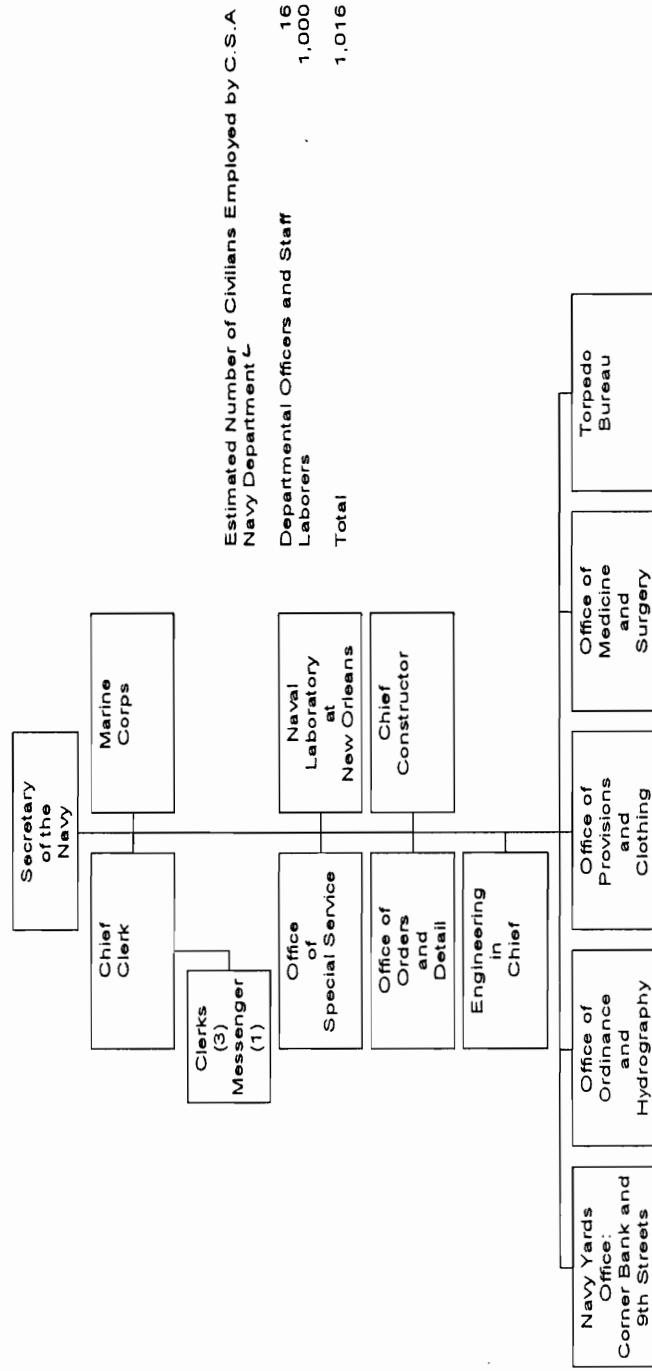 Secretary
of the
Navy
Chief
Clerk
Marine
Corps
Clerks
(3)
Messenger
(1)
Estimated Number of Civilians Employed by C.S.A
Navy Department
Departmental Officers and Staff 16
Laborers 1,000
Total 1,016
Office
of
Special Service
Naval
Laboratory
at
New Orleans
Office of
Orders
and
Detail
Chief
Constructor
Engineering
in
Chief
Navy Yards
Office:
Corner Bank and
9th Streets
Office of
Ordinance
and
Hydrography
Office of
Provisions
and
Clothing
Office of
Medicine
and
Surgery
Torpedo
Bureau